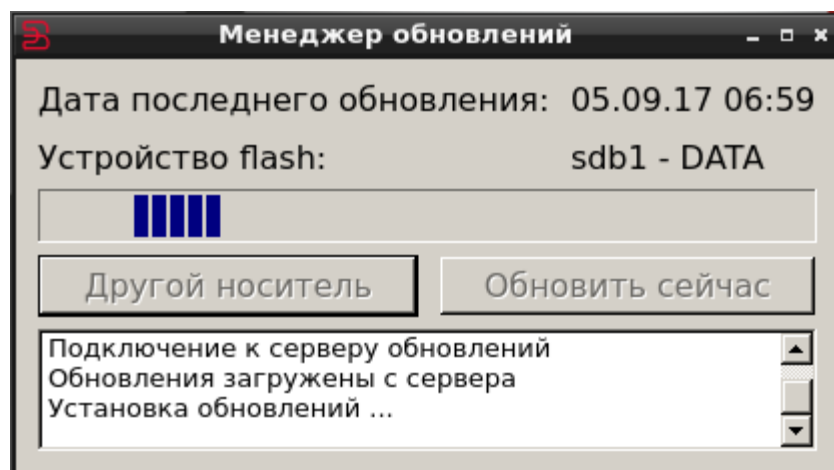 Менеджер обновлений
Дата последнего обновления: 05.09.17 06:59
Устройство flash: sdb1 - DATA
Другой носитель Обновить сейчас
Подключение к серверу обновлений
Обновления загружены с сервера
Установка обновлений ...